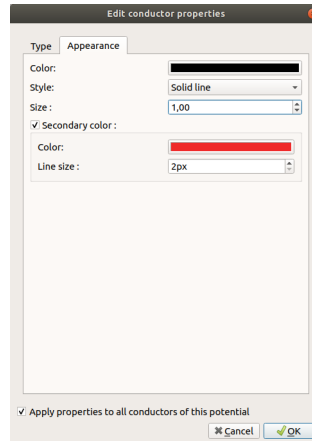 Edit conductor properties
Type Appearance
Color:
Style: Solid line
Size : 1,00
Secondary color :
Color:
Line size : 2px
Apply properties to all conductors of this potential
Cancel OK